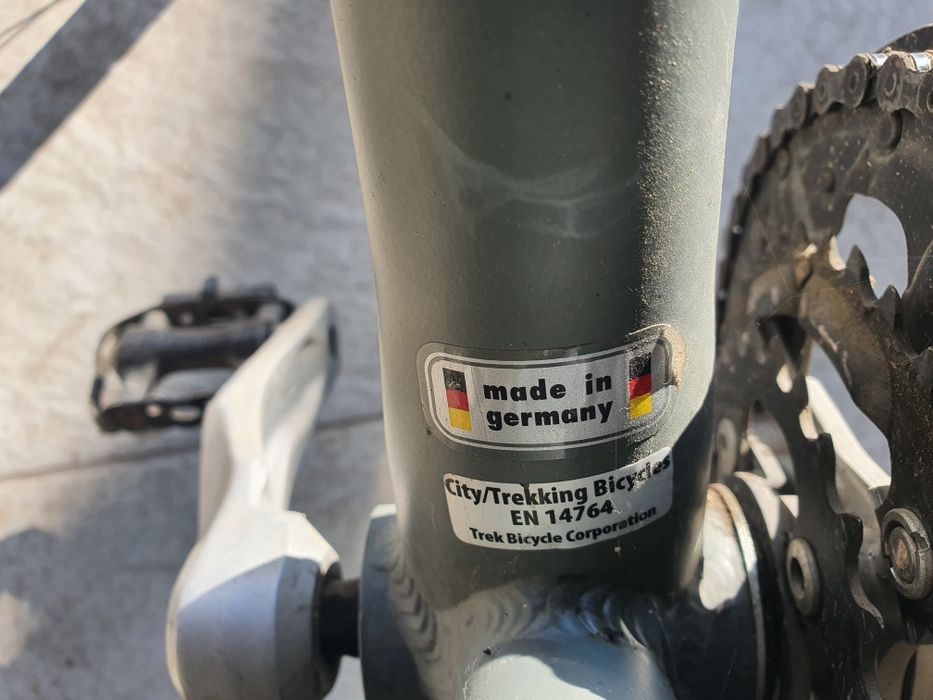 made in
germany
City/Trekking Bicycles
EN 14764
Trek Bicycle Corporation